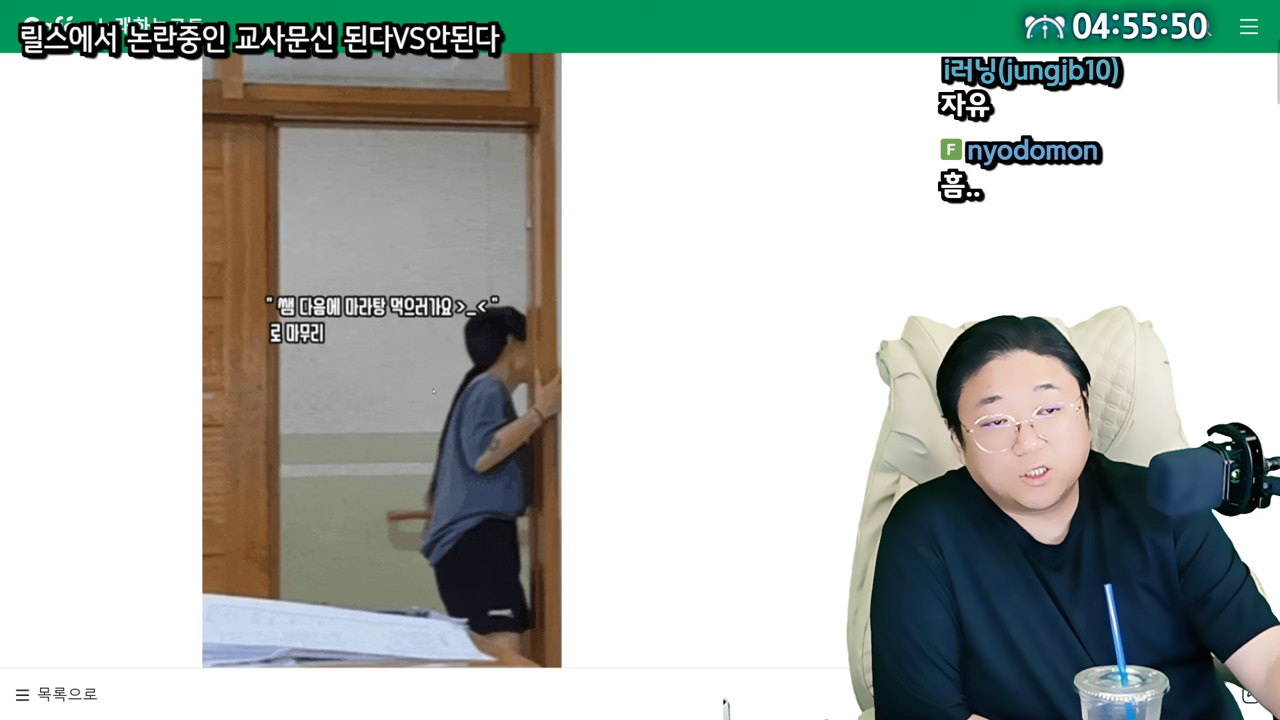 릴스에서 논란중인 교사문신 된다VS안된다
04:55:50
i러닝(jungjb10)
자유
F nyodomon
흠..
" 쌤 다음에 마라탕 먹으러가요 >_< "
로 마무리
목록으로